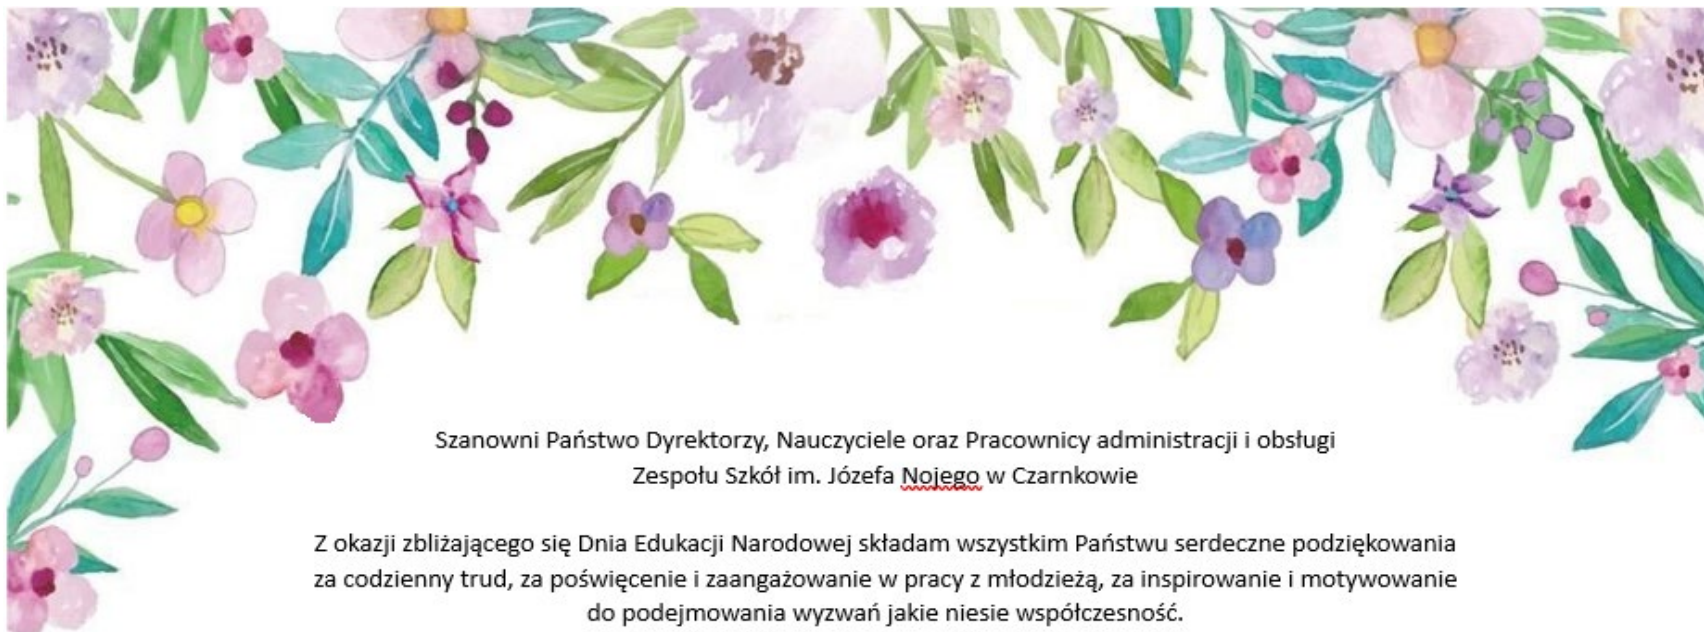 Szanowni Państwo Dyrektorzy, Nauczyciele oraz Pracownicy administracji i obsługi
Zespołu Szkół im. Józefa Nojego w Czarnkowie
Z okazji zbliżającego się Dnia Edukacji Narodowej składam wszystkim Państwu serdeczne podziękowania
za codzienny trud, za poświęcenie i zaangażowanie w pracy z młodzieżą, za inspirowanie i motywowanie
do podejmowania wyzwań jakie niesie współczesność.